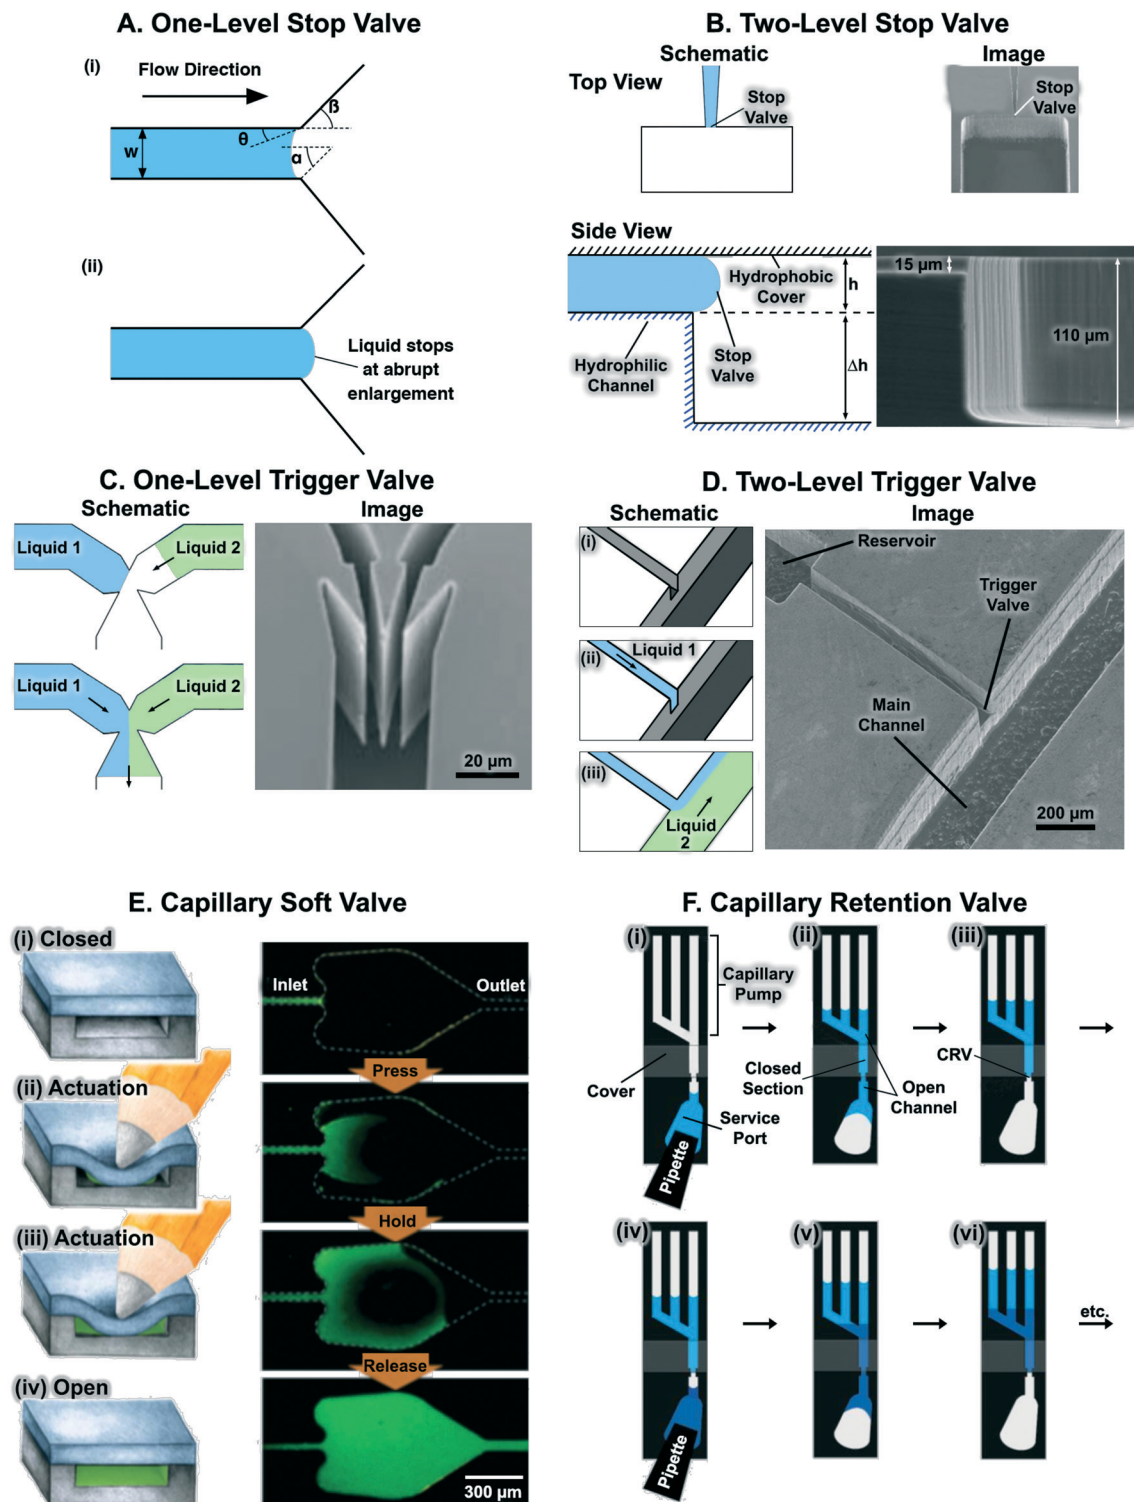 A. One-Level Stop Valve
(i)
Flow Direction
β
θ
w
α
(ii)
Liquid stops
at abrupt
enlargement
B. Two-Level Stop Valve
Schematic
Image
Top View
Stop
Valve
Stop
Valve
Side View
Hydrophobic
Cover
h
Hydrophilic
Channel
Stop
Valve
Δh
15 µm
110 µm
C. One-Level Trigger Valve
Schematic
Image
Liquid 1
Liquid 2
Liquid 1
Liquid 2
20 µm
D. Two-Level Trigger Valve
Schematic
Image
(i)
(ii)
Liquid 1
(iii)
Liquid
2
Reservoir
Trigger
Valve
Main
Channel
200 µm
E. Capillary Soft Valve
(i) Closed
Inlet
Outlet
Press
(ii) Actuation
Hold
(iii) Actuation
Release
(iv) Open
300 µm
F. Capillary Retention Valve
(i)
(ii)
(iii)
Capillary
Pump
Cover
Closed
Section
CRV
Open
Channel
Service
Port
Pipette
(iv)
(v)
(vi)
etc.
Pipette